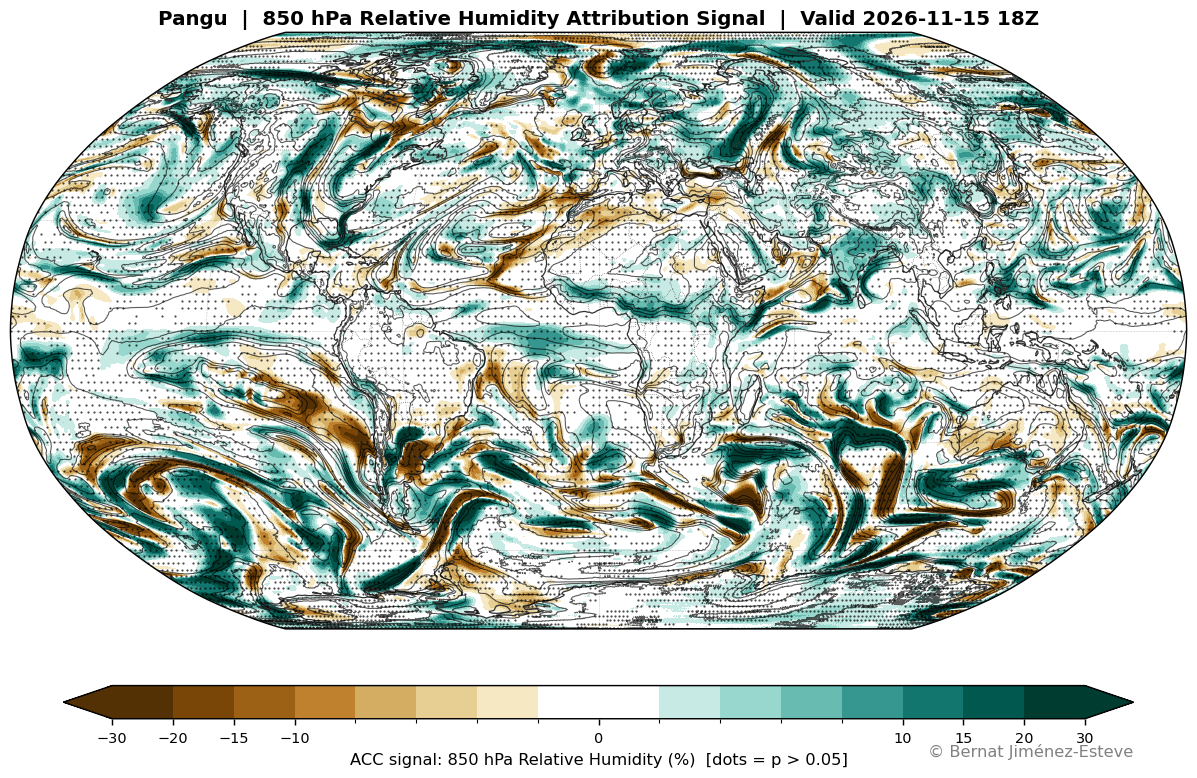 Pangu | 850 hPa Relative Humidity Attribution Signal | Valid 2026-11-15 18Z
−30 −20 −15 −10 0 10 15 20 30
ACC signal: 850 hPa Relative Humidity (%) [dots = p > 0.05]
© Bernat Jiménez-Esteve